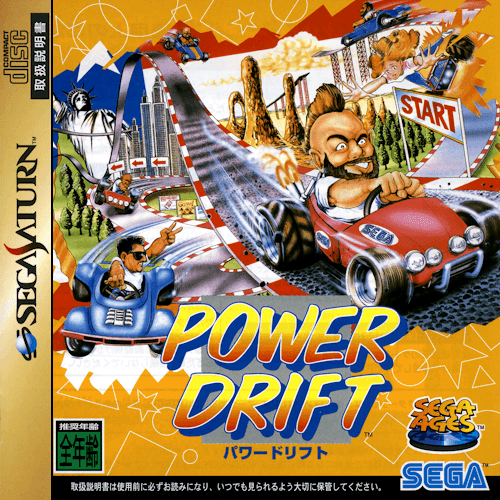 COMPACT
disc
取扱説明書
SEGA SATURN™
START
SEGA
POWER
DRIFT™
パワードリフト
推奨年齢
全年齢
SEGA
AGES™
SEGA
取扱説明書は使用前に必ずお読みになり、いつでも見られるよう大切に保管してください。